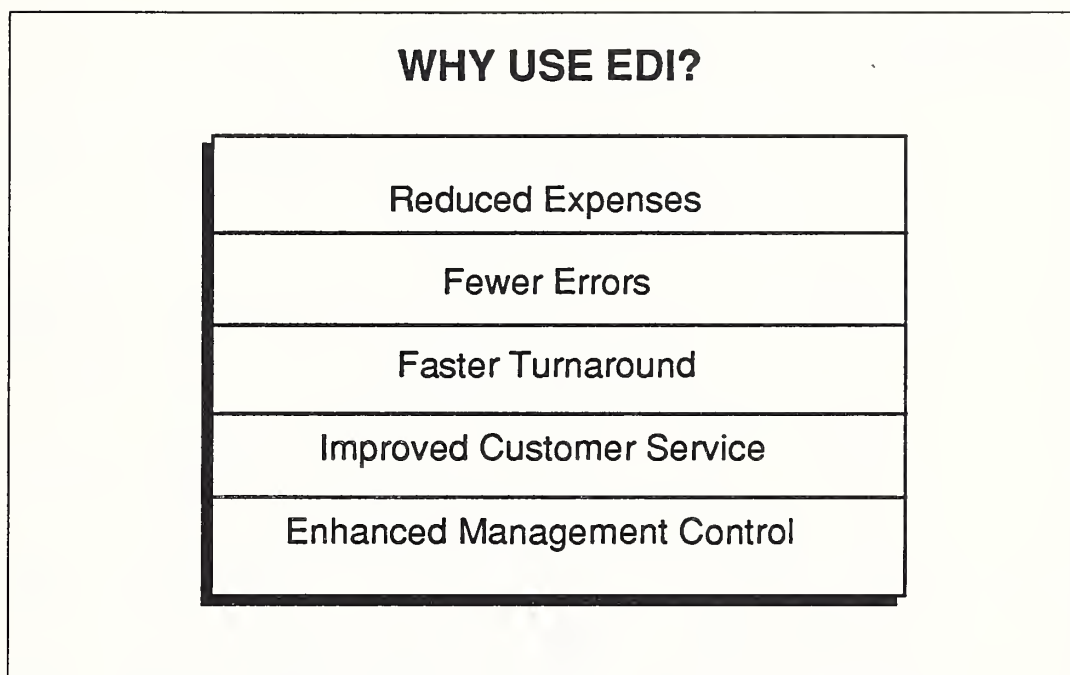 WHY USE EDI?
Reduced Expenses
Fewer Errors
Faster Turnaround
Improved Customer Service
Enhanced Management Control